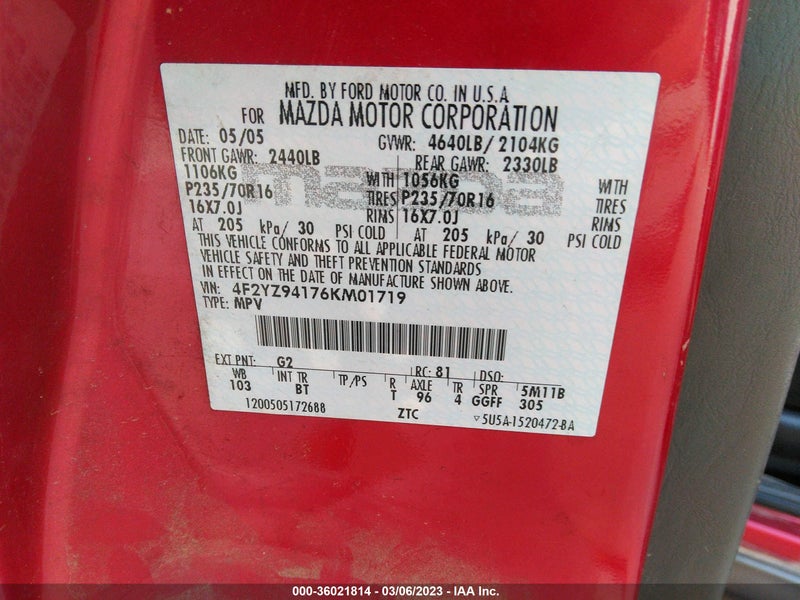 MFD. BY FORD MOTOR CO. IN U.S.A
FOR MAZDA MOTOR CORPORATION
DATE: 05/05 GVWR: 4640LB/ 2104KG
FRONT GAWR: 2440LB REAR GAWR: 2330LB
1106KG WITH 1056KG WITH
P235/70R16 TIRES P235/70R16 TIRES
16X7.0J RIMS 16X7.0J RIMS
AT 205 kPa/ 30 PSI COLD AT 205 kPa/ 30 PSI COLD
THIS VEHICLE CONFORMS TO ALL APPLICABLE FEDERAL MOTOR
VEHICLE SAFETY AND THEFT PREVENTION STANDARDS
IN EFFECT ON THE DATE OF MANUFACTURE SHOWN ABOVE.
VIN: 4F2YZ94176KM01719
TYPE: MPV
mazda
EXT PNT: G2 RC: 81 DSO:
WB INT TR TP/PS R AXLE TR SPR 5M11B
103 BT T 96 4 GGFF 305
1200505172688 ZTC ▽5U5A-1520472-BA
000-36021814 - 03/06/2023 - IAA Inc.